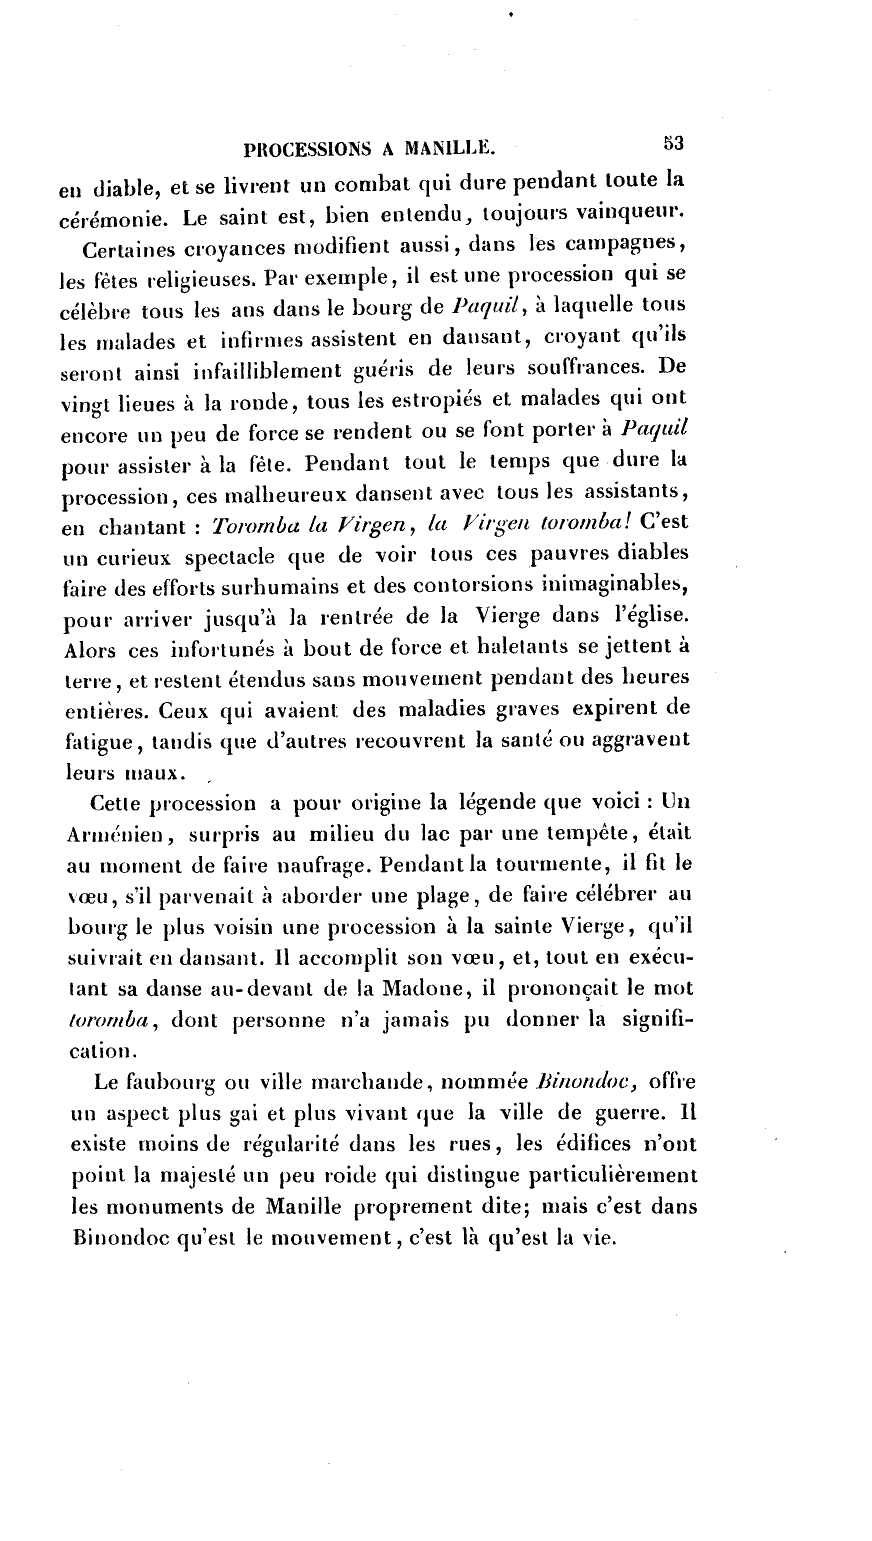 PROCESSIONS A MANILLE. 53
en diable, et se livrent un combat qui dure pendant toute la
cérémonie. Le saint est, bien entendu, toujours vainqueur.
Certaines croyances modifient aussi, dans les campagnes,
les fêtes religieuses. Par exemple, il est une procession qui se
célèbre tous les ans dans le bourg de Paquil, à laquelle tous
les malades et infirmes assistent en dansant, croyant qu'ils
seront ainsi infailliblement guéris de leurs souffrances. De
vingt lieues à la ronde, tous les estropiés et malades qui ont
encore un peu de force se rendent ou se font porter à Paquil
pour assister à la fête. Pendant tout le temps que dure la
procession, ces malheureux dansent avec tous les assistants,
en chantant : Toromba la Virgen, la Virgen toromba! C'est
un curieux spectacle que de voir tous ces pauvres diables
faire des efforts surhumains et des contorsions inimaginables,
pour arriver jusqu'à la rentrée de la Vierge dans l'église.
Alors ces infortunés à bout de force et haletants se jettent à
terre, et restent étendus sans mouvement pendant des heures
entières. Ceux qui avaient des maladies graves expirent de
fatigue, tandis que d'autres recouvrent la santé ou aggravent
leurs maux.
Cette procession a pour origine la légende que voici : Un
Arménien, surpris au milieu du lac par une tempête, était
au moment de faire naufrage. Pendant la tourmente, il fit le
vœu, s'il parvenait à aborder une plage, de faire célébrer au
bourg le plus voisin une procession à la sainte Vierge, qu'il
suivrait en dansant. Il accomplit son vœu, et, tout en exécu-
tant sa danse au-devant de la Madone, il prononçait le mot
toromba, dont personne n'a jamais pu donner la signifi-
cation.
Le faubourg ou ville marchande, nommée Binondoc, offre
un aspect plus gai et plus vivant que la ville de guerre. Il
existe moins de régularité dans les rues, les édifices n'ont
point la majesté un peu roide qui distingue particulièrement
les monuments de Manille proprement dite; mais c'est dans
Binondoc qu'est le mouvement, c'est là qu'est la vie.